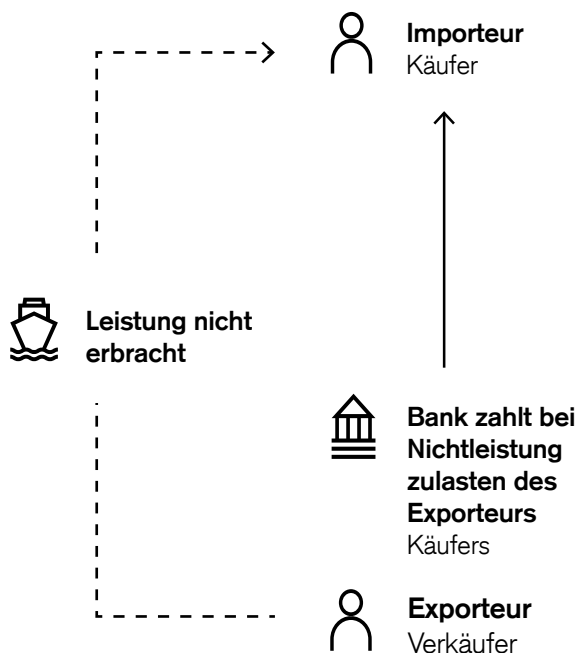 Importeur
Käufer
Leistung nicht
erbracht
Bank zahlt bei
Nichtleistung
zulasten des
Exporteurs
Käufers
Exporteur
Verkäufer